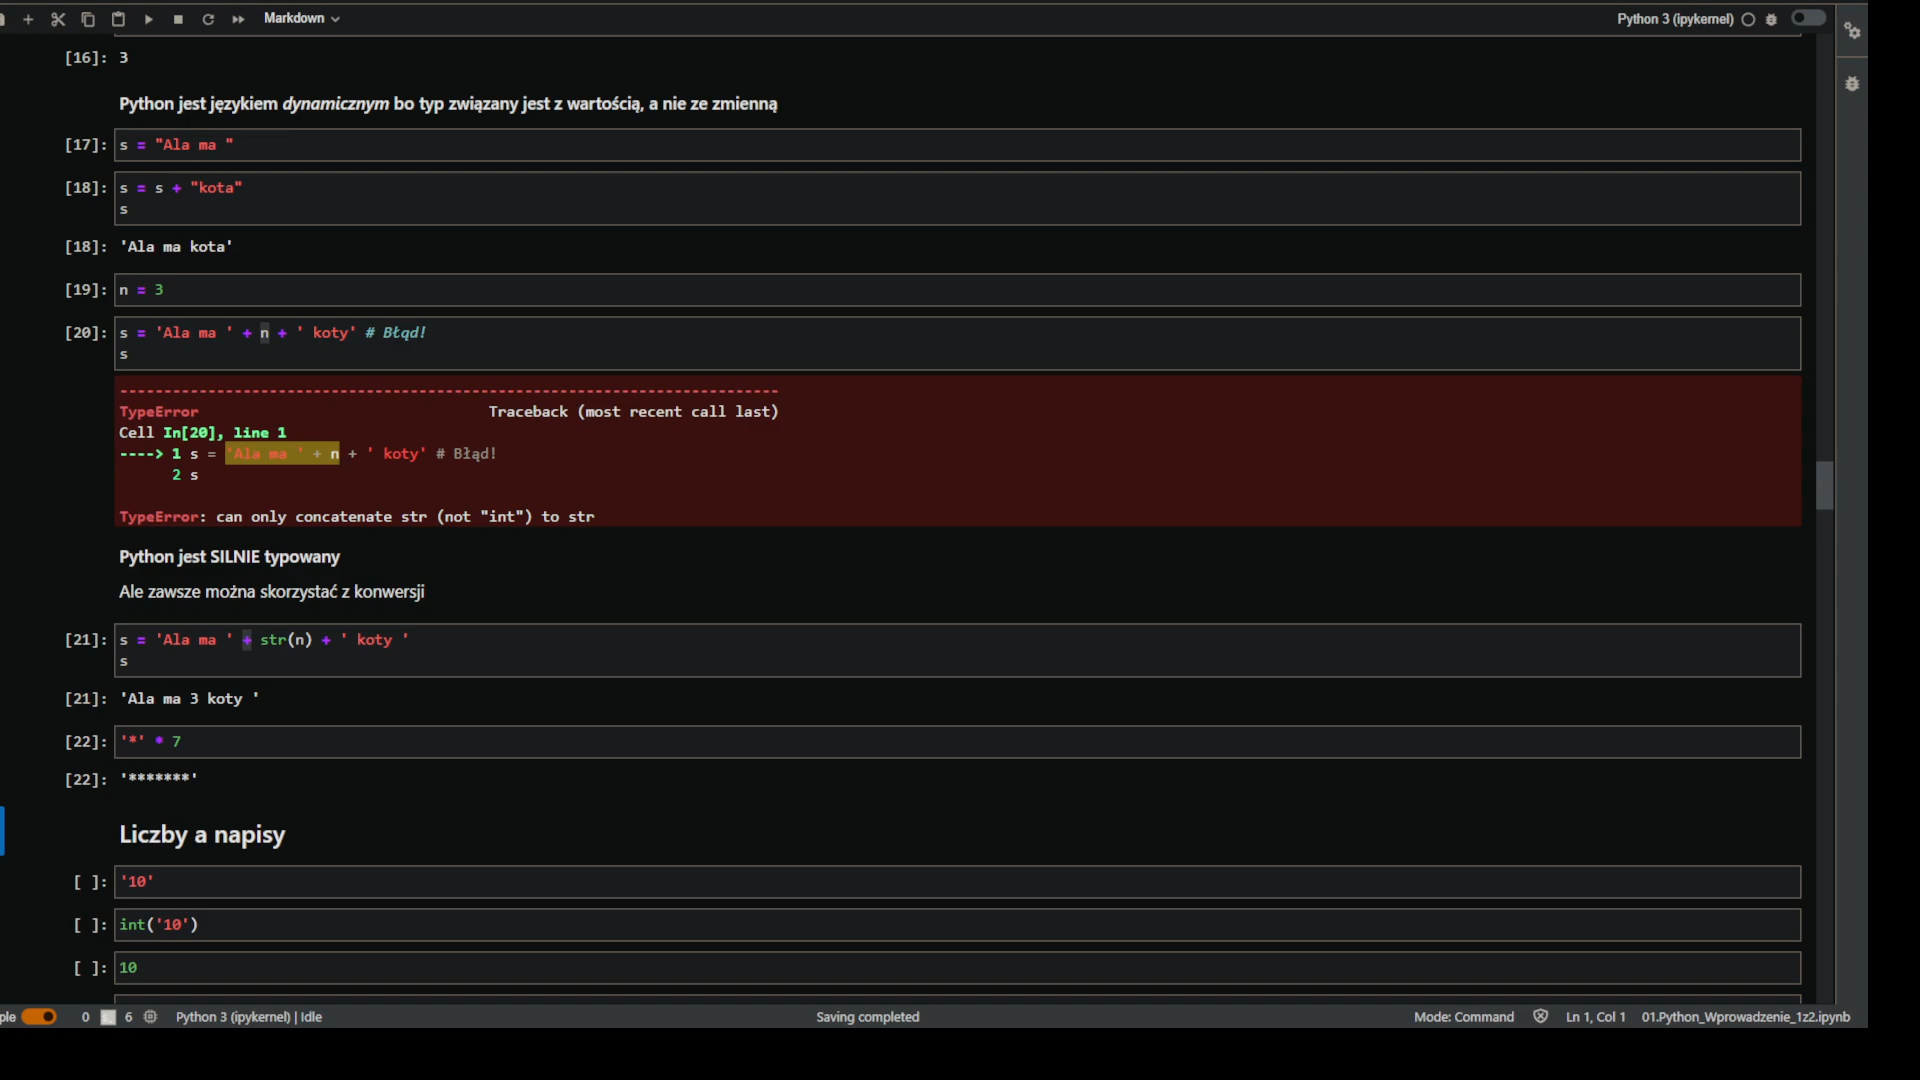 Markdown
Python 3 (ipykernel)
[16]: 3
Python jest językiem dynamicznym bo typ związany jest z wartością, a nie ze zmienną
[17]: s = "Ala ma "
[18]: s = s + "kota"
s
[18]: 'Ala ma kota'
[19]: n = 3
[20]: s = 'Ala ma ' + n + ' koty' # Błąd!
s
---------------------------------------------------------------------------
TypeError Traceback (most recent call last)
Cell In[20], line 1
----> 1 s = 'Ala ma ' + n + ' koty' # Błąd!
2 s
TypeError: can only concatenate str (not "int") to str
Python jest SILNIE typowany
Ale zawsze można skorzystać z konwersji
[21]: s = 'Ala ma ' + str(n) + ' koty '
s
[21]: 'Ala ma 3 koty '
[22]: '*' * 7
[22]: '*******'
Liczby a napisy
[ ]: '10'
[ ]: int('10')
[ ]: 10
ple 0 6 Python 3 (ipykernel) | Idle Saving completed Mode: Command Ln 1, Col 1 01.Python_Wprowadzenie_1z2.ipynb